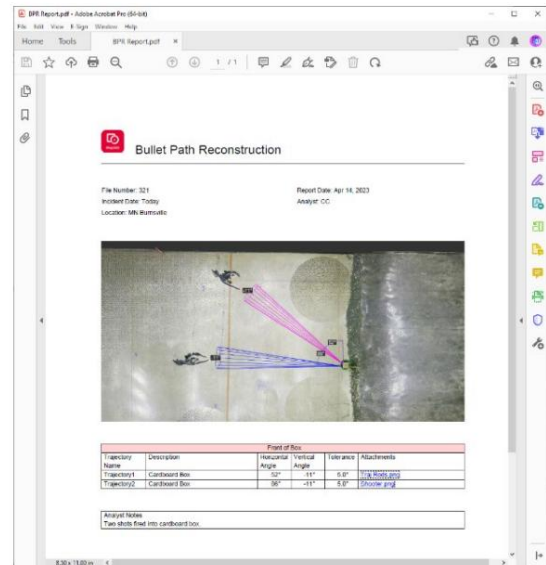 BPR Report.pdf - Adobe Acrobat Pro (64-bit)
File Edit View E-Sign Window Help
Home Tools BPR Report.pdf ×
1 / 1
Bullet Path Reconstruction
File Number: 321 Report Date: Apr 14, 2023
Incident Date: Today Analyst: CC
Location: MN Burnsville
Front of Box
Trajectory Name Description Horizontal Angle Vertical Angle Tolerance Attachments
Trajectory1 Cardboard Box 52° -11° 5.0° Traj Rods.png
Trajectory2 Cardboard Box 86° -11° 5.0° Shooter.png
Analyst Notes
Two shots fired into cardboard box.
8.50 x 11.00 in